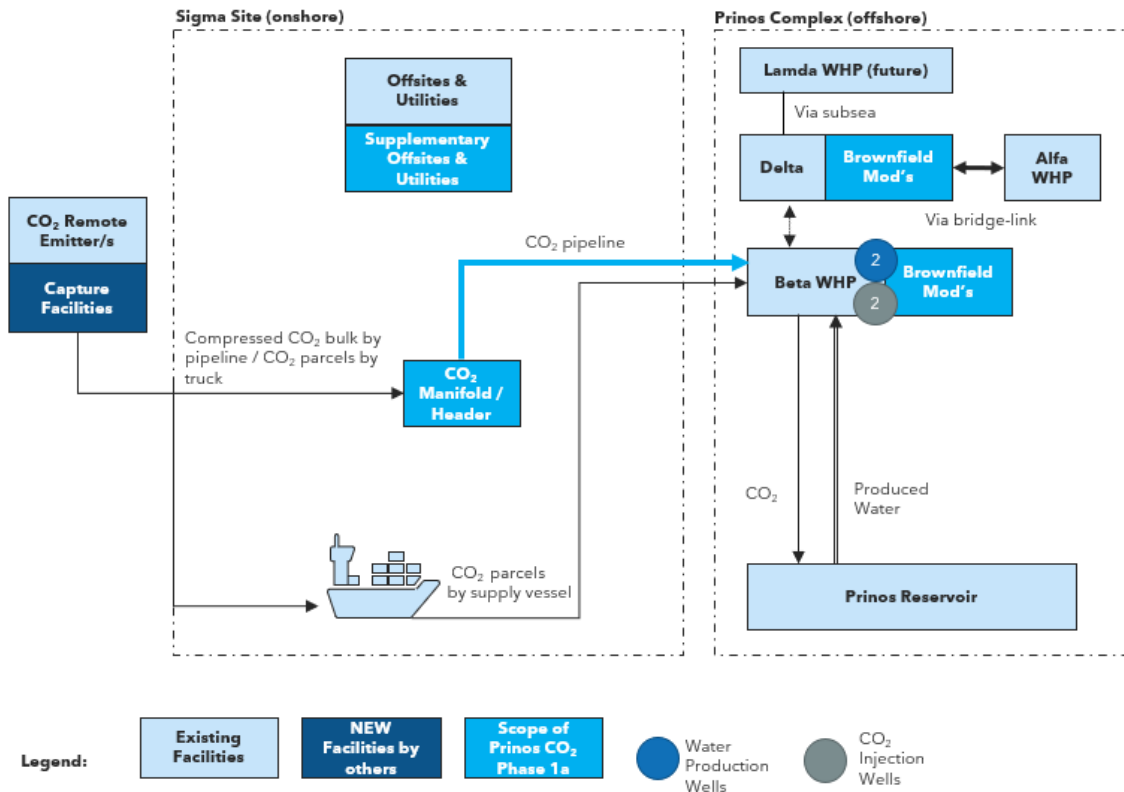 Sigma Site (onshore)
Prinos Complex (offshore)
Offsites &
Utilities
Supplementary
Offsites &
Utilities
Lamda WHP (future)
Via subsea
Delta
Brownfield
Mod's
Alfa
WHP
Via bridge-link
CO₂ Remote
Emitter/s
Capture
Facilities
CO₂ pipeline
Beta WHP
2
2
Brownfield
Mod's
Compressed CO₂ bulk by
pipeline / CO₂ parcels by
truck
CO₂
Manifold /
Header
CO₂
Produced
Water
CO₂ parcels
by supply vessel
Prinos Reservoir
Legend:
Existing
Facilities
NEW
Facilities by
others
Scope of
Prinos CO₂
Phase 1a
Water
Production
Wells
CO₂
Injection
Wells